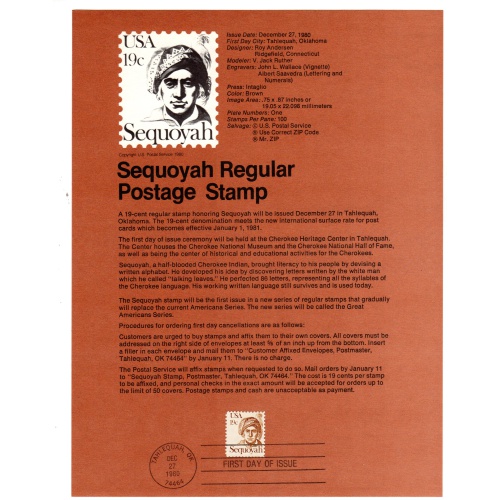 USA
19c
Sequoyah
Copyright U.S. Postal Service 1980
Issue Date: December 27, 1980
First Day City: Tahlequah, Oklahoma
Designer: Roy Andersen
Ridgefield, Connecticut
Modeler: V. Jack Ruther
Engravers: John L. Wallace (Vignette)
Albert Saavedra (Lettering and
Numerals)
Press: Intaglio
Color: Brown
Image Area: .75 x .87 inches or
19.05 x 22.098 millimeters
Plate Numbers: One
Stamps Per Pane: 100
Selvage: © U.S. Postal Service
® Use Correct ZIP Code
® Mr. ZIP
Sequoyah Regular
Postage Stamp
A 19-cent regular stamp honoring Sequoyah will be issued December 27 in Tahlequah,
Oklahoma. The 19-cent denomination meets the new international surface rate for post
cards which becomes effective January 1, 1981.
The first day of issue ceremony will be held at the Cherokee Heritage Center in Tahlequah.
The Center houses the Cherokee National Museum and the Cherokee National Hall of Fame,
as well as being the center of historical and educational activities for the Cherokees.
Sequoyah, a half-blooded Cherokee Indian, brought literacy to his people by devising a
written alphabet. He developed his idea by discovering letters written by the white man
which he called "talking leaves." He perfected 86 letters, representing all the syllables of
the Cherokee language. His working written language still survives and is used today.
The Sequoyah stamp will be the first issue in a new series of regular stamps that gradually
will replace the current Americana Series. The new series will be called the Great
Americans Series.
Procedures for ordering first day cancellations are as follows:
Customers are urged to buy stamps and affix them to their own covers. All covers must be
addressed on the right side of envelopes at least ⅝ of an inch up from the bottom. Insert
a filler in each envelope and mail them to "Customer Affixed Envelopes, Postmaster,
Tahlequah, OK 74464" by January 11. There is no charge.
The Postal Service will affix stamps when requested to do so. Mail orders by January 11
to "Sequoyah Stamp, Postmaster, Tahlequah, OK 74464." The cost is 19 cents per stamp
to be affixed, and personal checks in the exact amount will be accepted for orders up to
the limit of 50 covers. Postage stamps and cash are unacceptable as payment.
USA
19c
Sequoyah
TAHLEQUAH, OK
DEC
27
1980
74464
FIRST DAY OF ISSUE